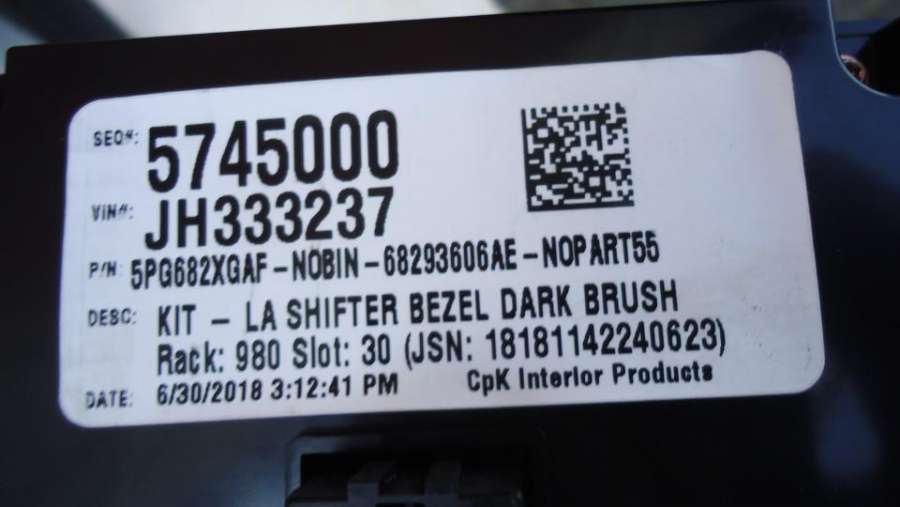 SEQ#: 5745000
VIN#: JH333237
P/N: 5PG682XGAF-NOBIN-68293606AE-NOPART55
DESC: KIT - LA SHIFTER BEZEL DARK BRUSH
Rack: 980 Slot: 30 (JSN: 18181142240623)
DATE: 6/30/2018 3:12:41 PM CpK Interior Products